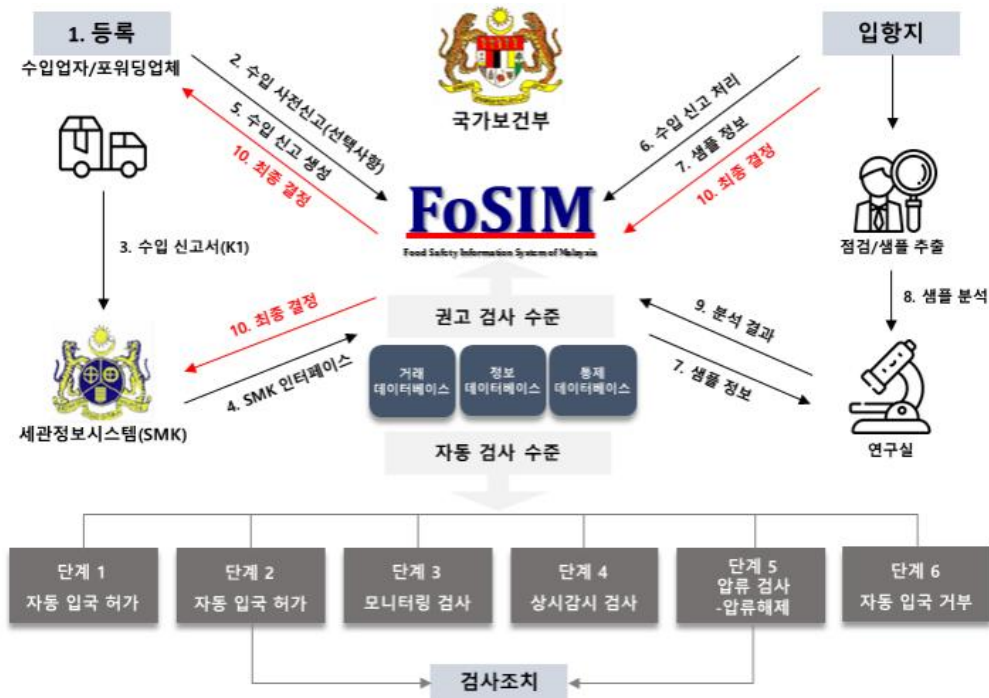 1. 등록
입항지
수입업자/포워딩업체
국가보건부
2. 수입 사전신고(선택사항)
5. 수입 신고 생성
10. 최종 결정
6. 수입 신고 처리
7. 샘플 정보
10. 최종 결정
FoSIM
Food Safety Information System of Malaysia
점검/샘플 추출
3. 수입 신고서(K1)
8. 샘플 분석
10. 최종 결정
4. SMK 인터페이스
권고 검사 수준
9. 분석 결과
7. 샘플 정보
거래
데이터베이스
정보
데이터베이스
통제
데이터베이스
세관정보시스템(SMK)
연구실
자동 검사 수준
단계 1
자동 입국 허가
단계 2
자동 입국 허가
단계 3
모니터링 검사
단계 4
상시감시 검사
단계 5
압류 검사
-압류해제
단계 6
자동 입국 거부
검사조치